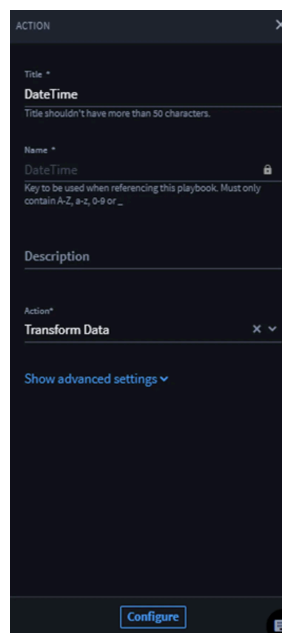 ACTION
Title *
DateTime
Title shouldn't have more than 50 characters.
Name *
DateTime
Key to be used when referencing this playbook. Must only
contain A-Z, a-z, 0-9 or _
Description
Action*
Transform Data
Show advanced settings
Configure